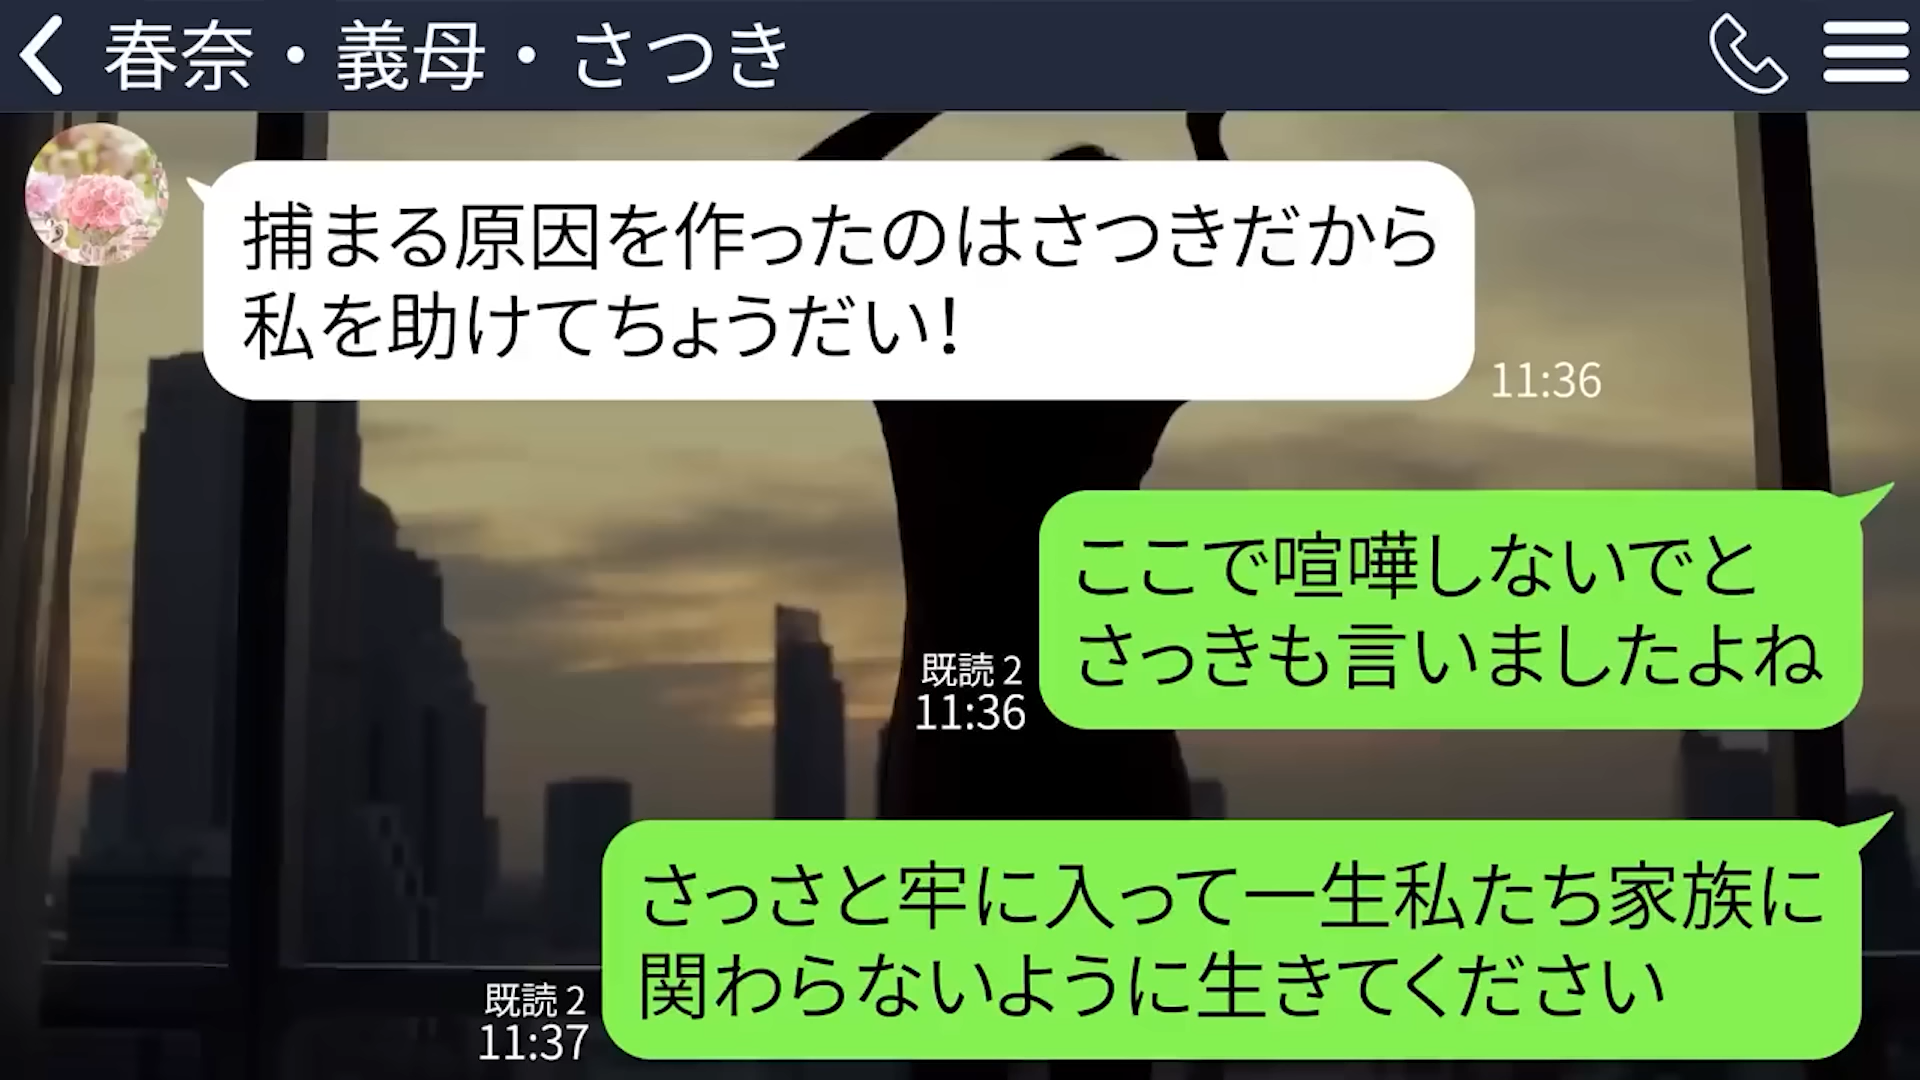 春奈・義母・さつき
捕まる原因を作ったのはさつきだから
私を助けてちょうだい！
11:36
ここで喧嘩しないでと
さっきも言いましたよね
既読 2
11:36
さっさと牢に入って一生私たち家族に
関わらないように生きてください
既読 2
11:37